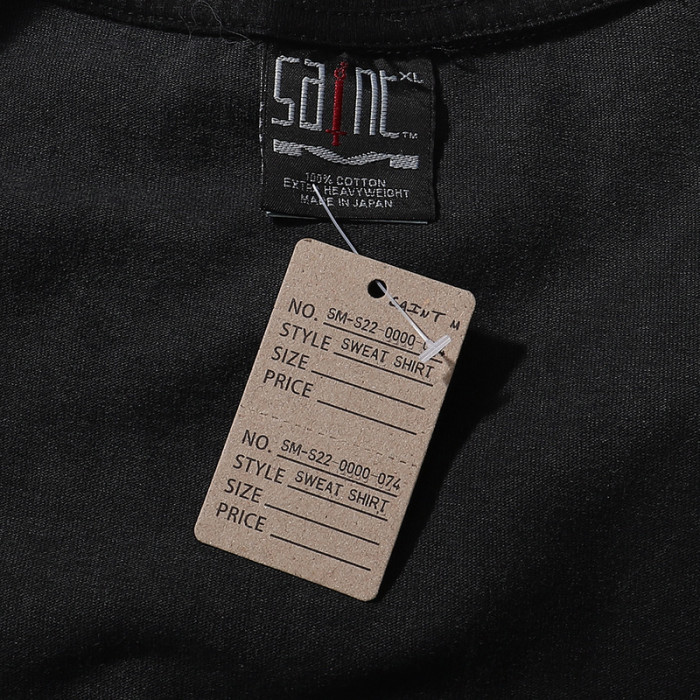 saint XL
TM
100% COTTON
EXTRA HEAVYWEIGHT
MADE IN JAPAN
SAINT M
NO. SM-S22-0000-0
STYLE SWEAT SHIRT
SIZE
PRICE
NO. SM-S22-0000-074
STYLE SWEAT SHIRT
SIZE
PRICE